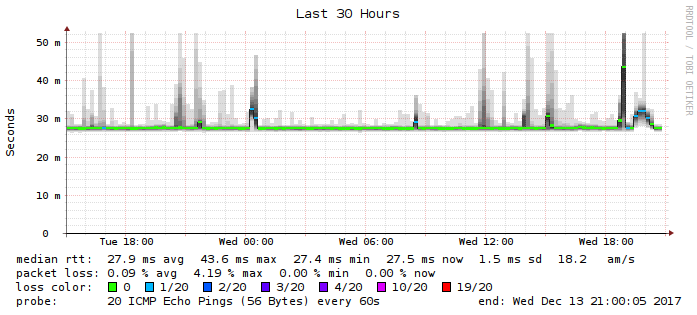 Last 30 Hours
RRDTOOL / TOBI OETIKER
Seconds
50 m
40 m
30 m
20 m
10 m
0
Tue 18:00 Wed 00:00 Wed 06:00 Wed 12:00 Wed 18:00
median rtt: 27.9 ms avg 43.6 ms max 27.4 ms min 27.5 ms now 1.5 ms sd 18.2 am/s
packet loss: 0.09 % avg 4.19 % max 0.00 % min 0.00 % now
loss color: 0 1/20 2/20 3/20 4/20 10/20 19/20
probe: 20 ICMP Echo Pings (56 Bytes) every 60s end: Wed Dec 13 21:00:05 2017